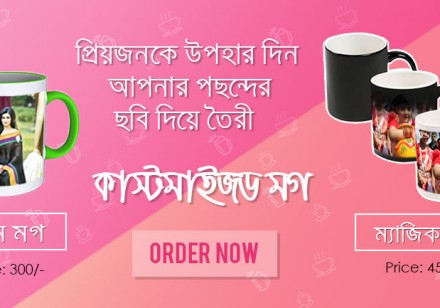 প্রিয়জনকে উপহার দিন
আপনার পছন্দের
ছবি দিয়ে তৈরী
কাস্টমাইজড মগ
ORDER NOW
মগ
ম্যাজিক
: 300/-
Price: 45